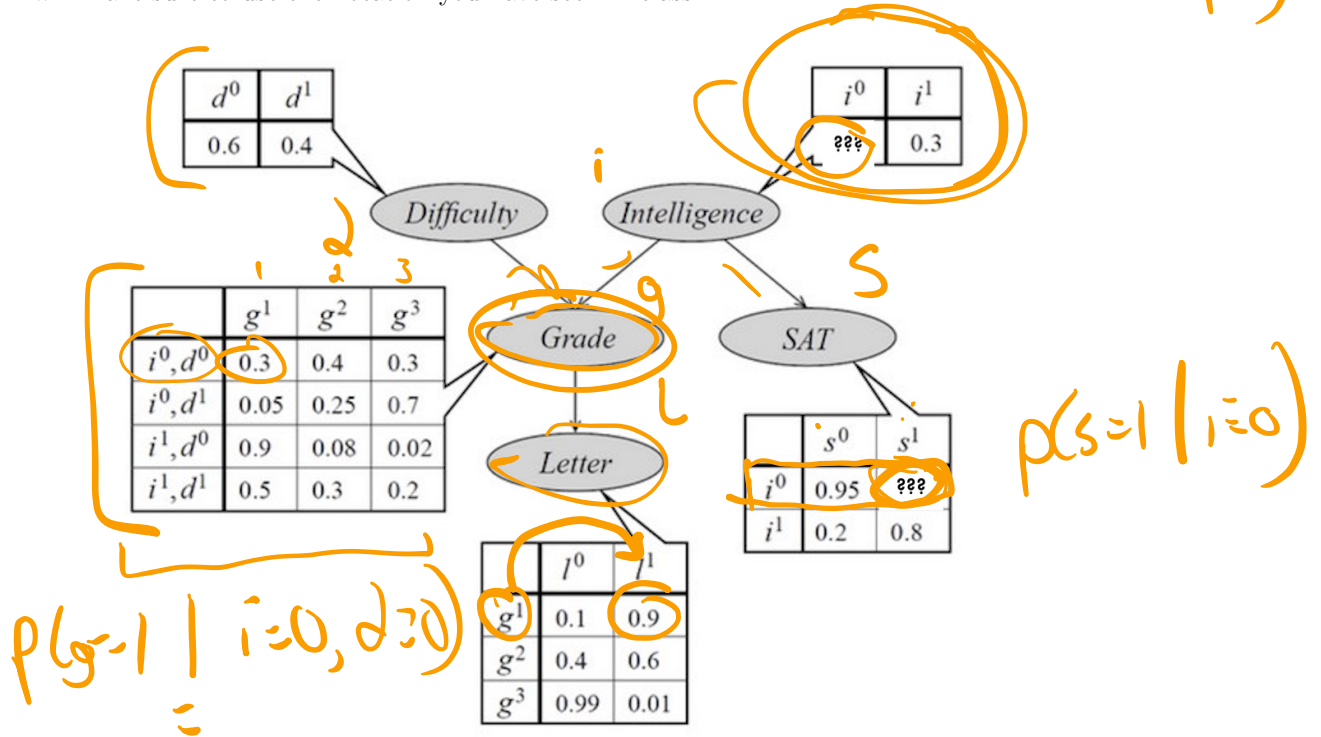 d⁰ d¹
0.6 0.4
i⁰ i¹
??? 0.3
i
Difficulty
Intelligence
d
S
1 2 3
g
g¹ g² g³
i⁰,d⁰ 0.3 0.4 0.3
i⁰,d¹ 0.05 0.25 0.7
i¹,d⁰ 0.9 0.08 0.02
i¹,d¹ 0.5 0.3 0.2
Grade
SAT
L
Letter
s⁰ s¹
i⁰ 0.95 ???
i¹ 0.2 0.8
p(s=1 | i=0)
l⁰ l¹
g¹ 0.1 0.9
g² 0.4 0.6
g³ 0.99 0.01
p(g=1 | i=0, d=0)
=